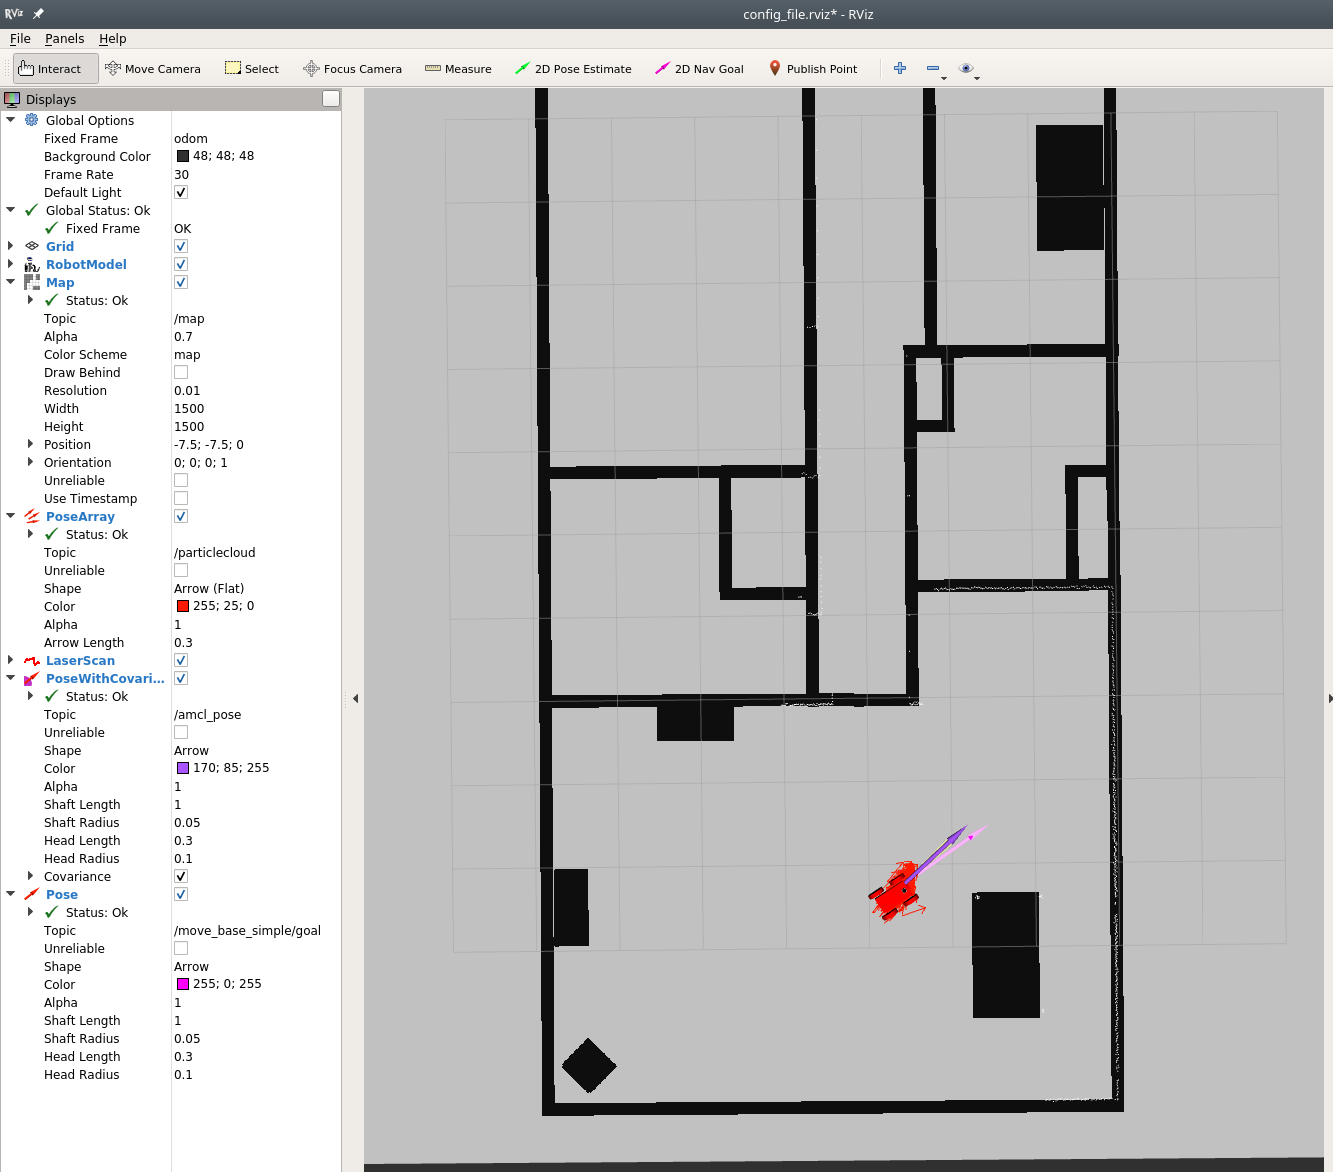 RViz config_file.rviz* - RViz
File Panels Help
Interact Move Camera Select Focus Camera Measure 2D Pose Estimate 2D Nav Goal Publish Point
Displays
Global Options
Fixed Frame odom
Background Color 48; 48; 48
Frame Rate 30
Default Light
Global Status: Ok
Fixed Frame OK
Grid
RobotModel
Map
Status: Ok
Topic /map
Alpha 0.7
Color Scheme map
Draw Behind
Resolution 0.01
Width 1500
Height 1500
Position -7.5; -7.5; 0
Orientation 0; 0; 0; 1
Unreliable
Use Timestamp
PoseArray
Status: Ok
Topic /particlecloud
Unreliable
Shape Arrow (Flat)
Color 255; 25; 0
Alpha 1
Arrow Length 0.3
LaserScan
PoseWithCovari...
Status: Ok
Topic /amcl_pose
Unreliable
Shape Arrow
Color 170; 85; 255
Alpha 1
Shaft Length 1
Shaft Radius 0.05
Head Length 0.3
Head Radius 0.1
Covariance
Pose
Status: Ok
Topic /move_base_simple/goal
Unreliable
Shape Arrow
Color 255; 0; 255
Alpha 1
Shaft Length 1
Shaft Radius 0.05
Head Length 0.3
Head Radius 0.1